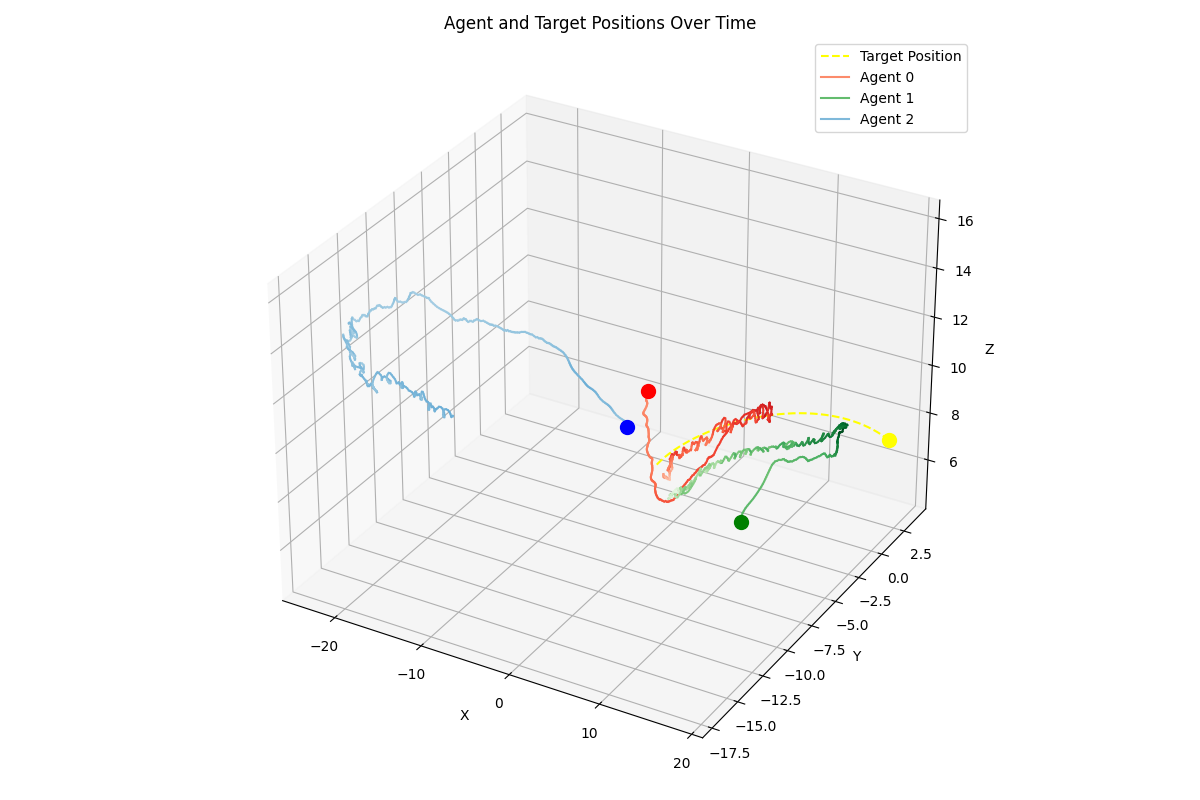 Agent and Target Positions Over Time
Target Position
Agent 0
Agent 1
Agent 2
16
14
12
10
8
6
Z
2.5
0.0
−2.5
−5.0
−7.5
−10.0
−12.5
−15.0
−17.5
Y
−20
−10
0
10
20
X